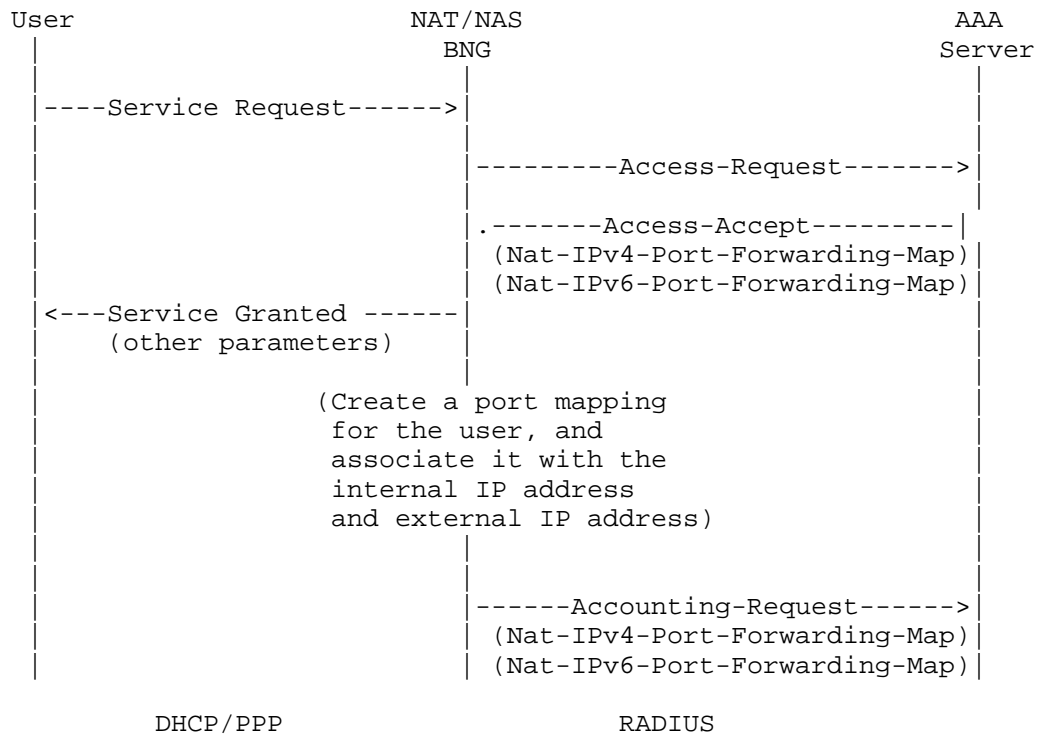 User NAT/NAS AAA
BNG Server
----Service Request------>
---------Access-Request------->
.-------Access-Accept---------
(Nat-IPv4-Port-Forwarding-Map)
(Nat-IPv6-Port-Forwarding-Map)
<---Service Granted ------
(other parameters)
(Create a port mapping
for the user, and
associate it with the
internal IP address
and external IP address)
------Accounting-Request------>
(Nat-IPv4-Port-Forwarding-Map)
(Nat-IPv6-Port-Forwarding-Map)
DHCP/PPP RADIUS